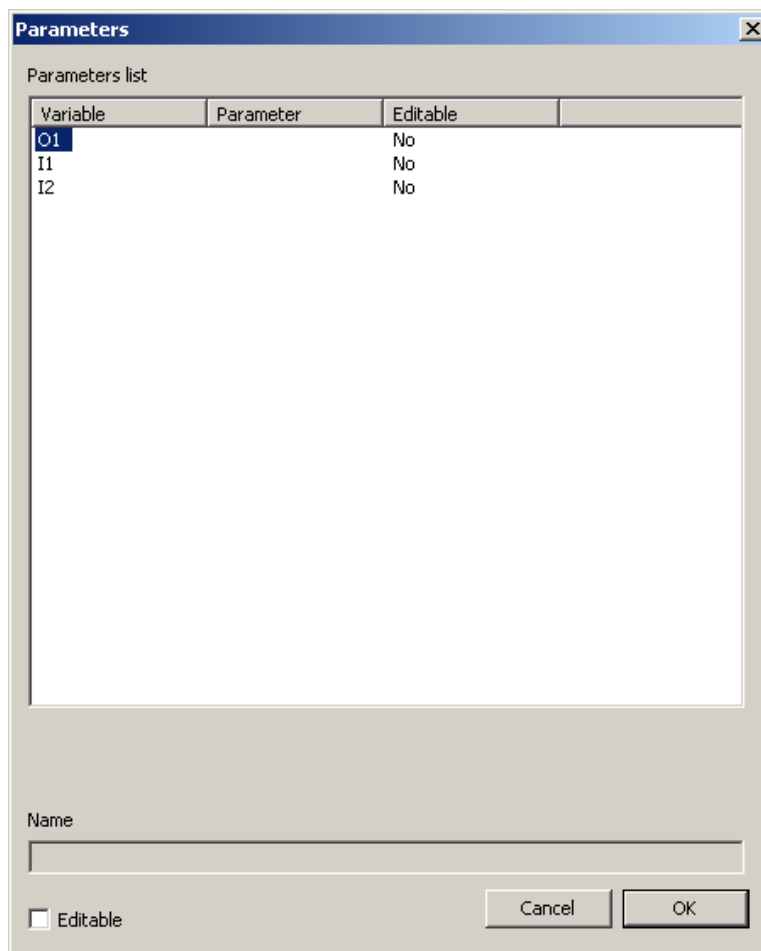 Parameters
Parameters list
Variable Parameter Editable
O1 No
I1 No
I2 No
Name
Editable
Cancel OK